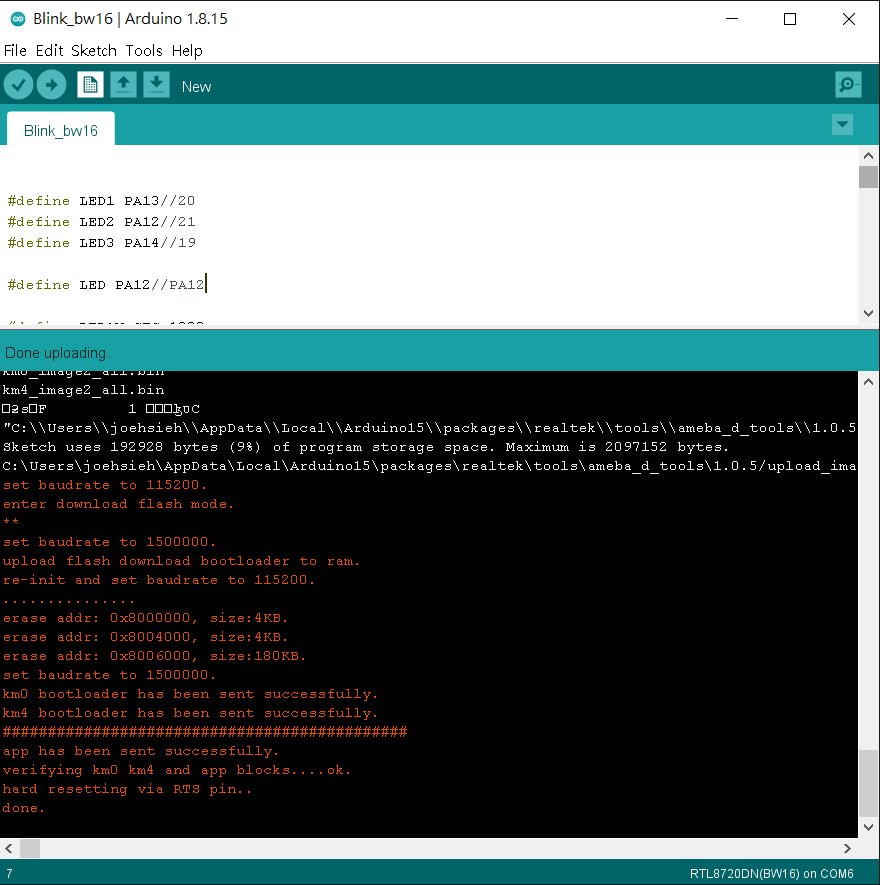 Blink_bw16 | Arduino 1.8.15
File Edit Sketch Tools Help
New
Blink_bw16
#define LED1 PA13//20
#define LED2 PA12//21
#define LED3 PA14//19
#define LED PA12//PA12
Done uploading.
km0_image2_all.bin
km4_image2_all.bin
"C:\\Users\\joehsieh\\AppData\\Local\\Arduino15\\packages\\realtek\\tools\\ameba_d_tools\\1.0.5
Sketch uses 192928 bytes (9%) of program storage space. Maximum is 2097152 bytes.
C:\Users\joehsieh\AppData\Local\Arduino15\packages\realtek\tools\ameba_d_tools\1.0.5/upload_ima
set baudrate to 115200.
enter download flash mode.
**
set baudrate to 1500000.
upload flash download bootloader to ram.
re-init and set baudrate to 115200.
...............
erase addr: 0x8000000, size:4KB.
erase addr: 0x8004000, size:4KB.
erase addr: 0x8006000, size:180KB.
set baudrate to 1500000.
km0 bootloader has been sent successfully.
km4 bootloader has been sent successfully.
#############################################
app has been sent successfully.
verifying km0 km4 and app blocks....ok.
hard resetting via RTS pin..
done.
7
RTL8720DN(BW16) on COM6